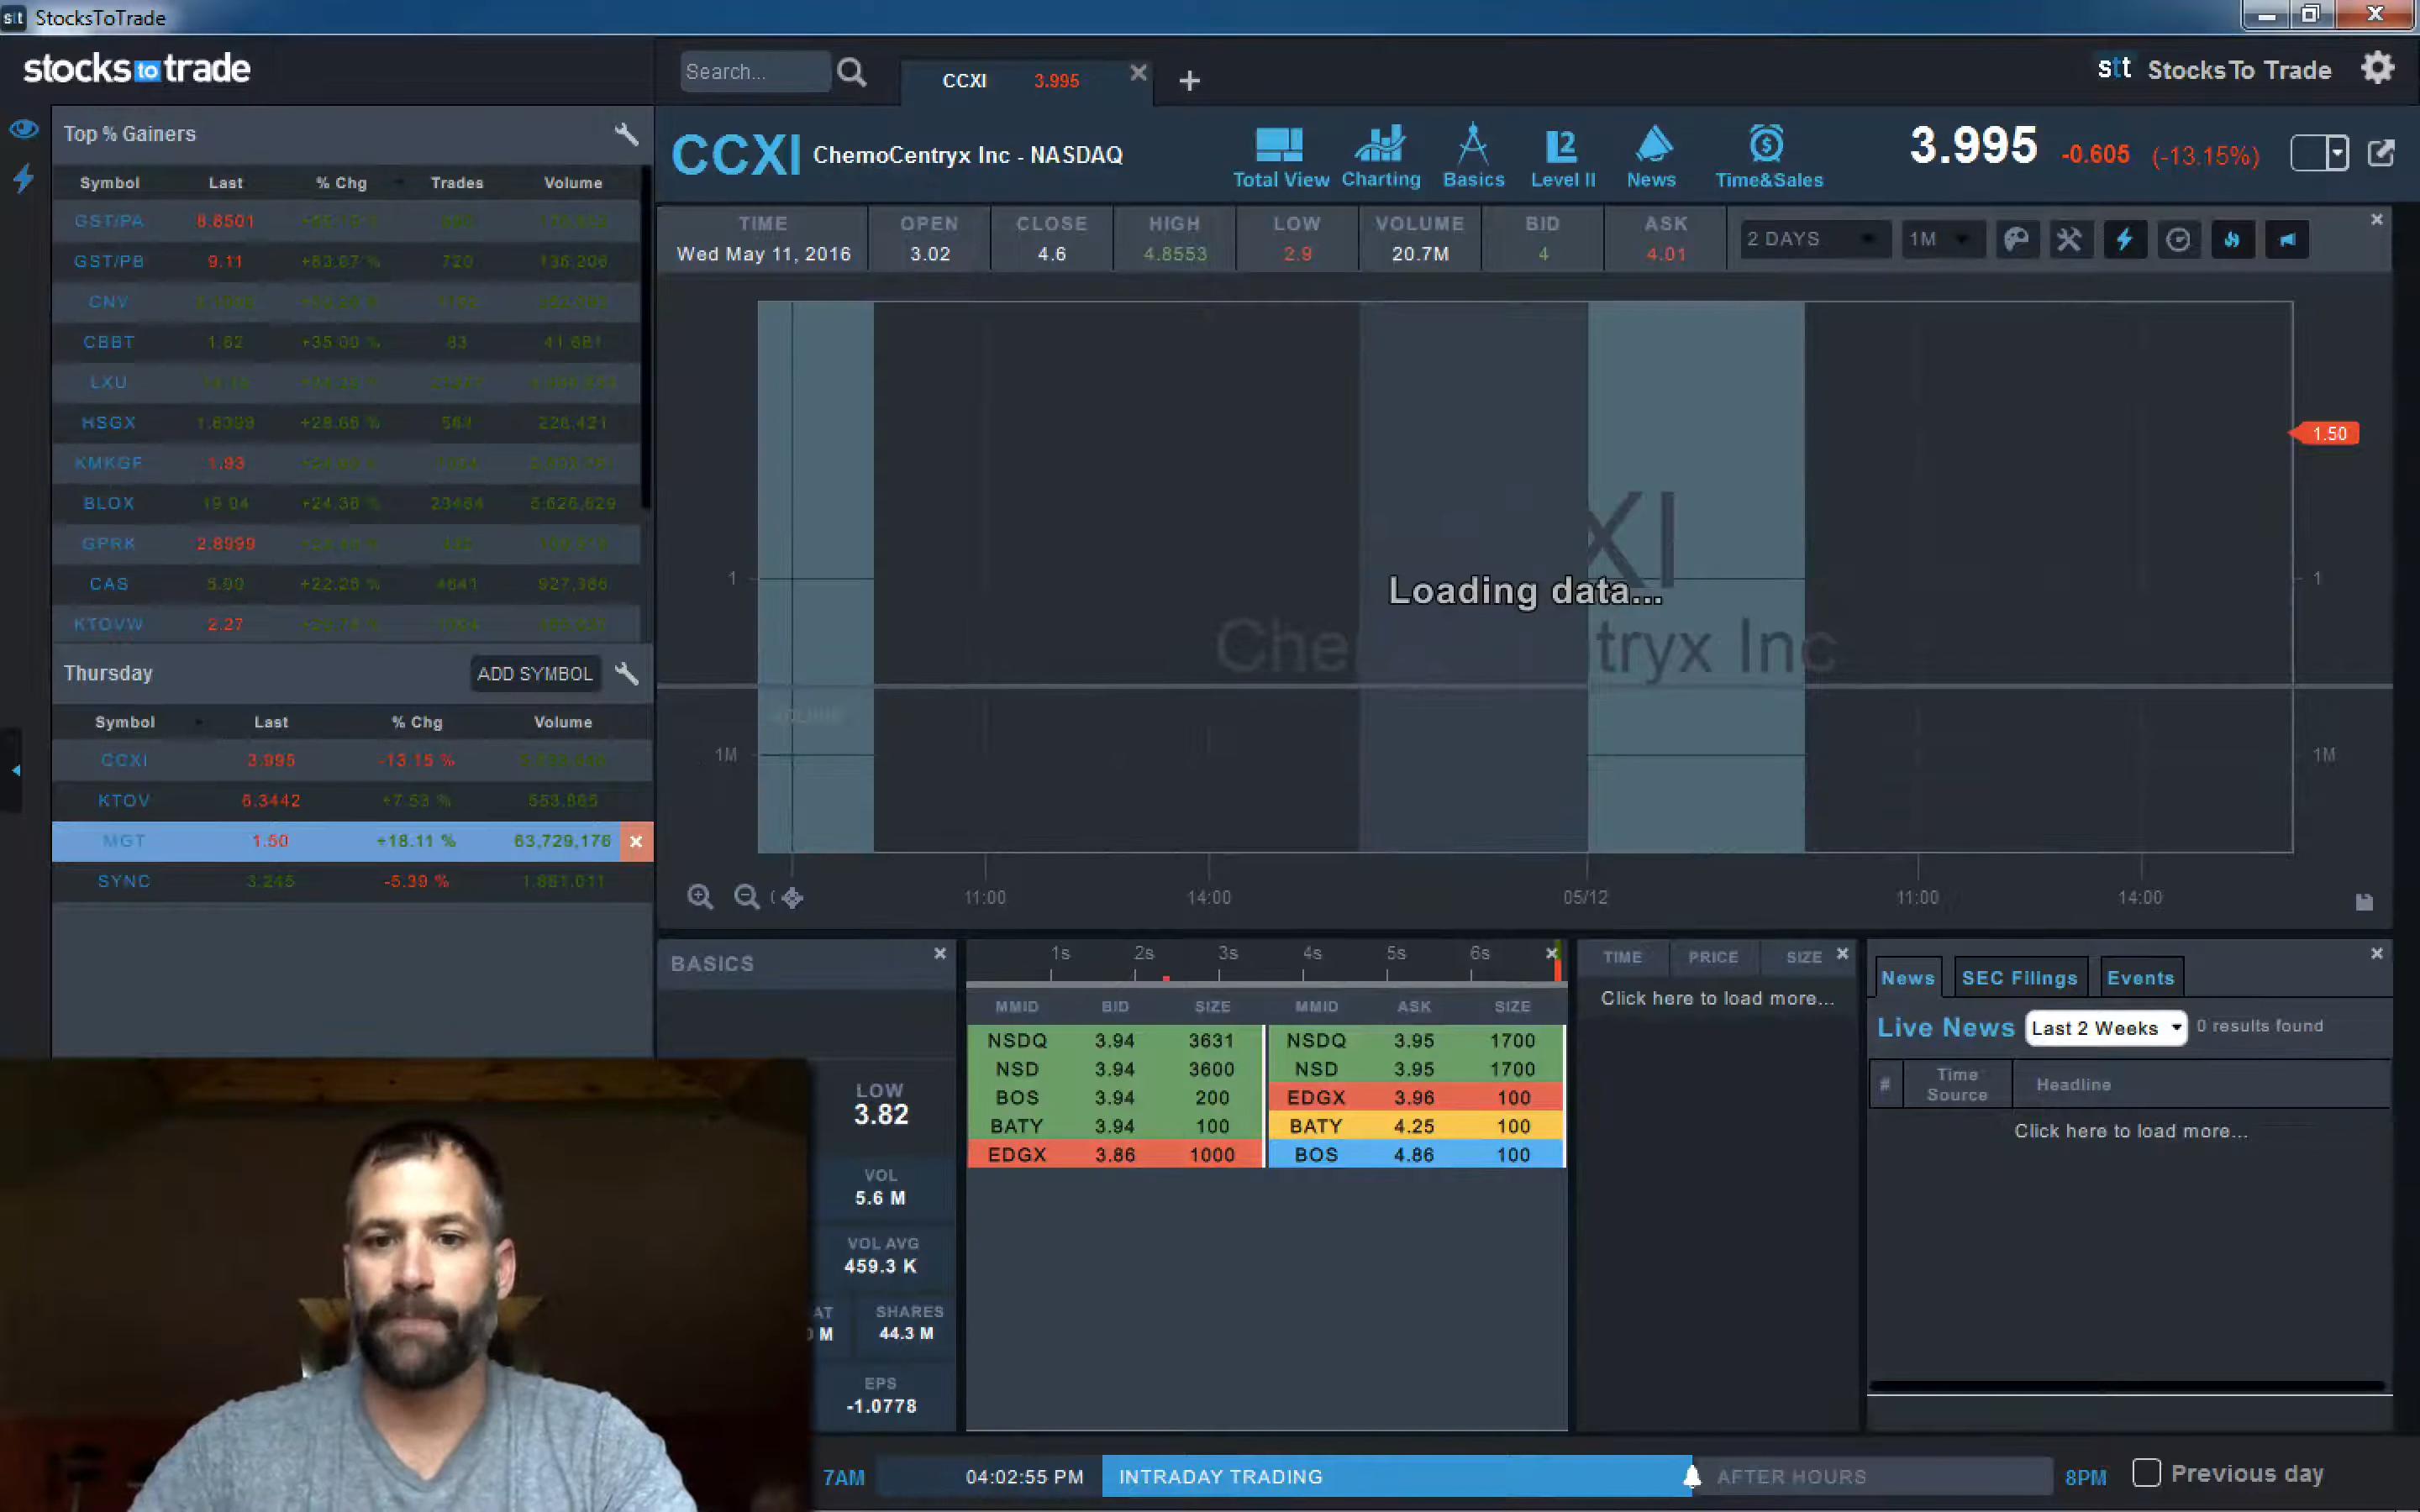 stt StocksToTrade
stocks to trade
Search...
CCXI 3.995
stt StocksTo Trade
Top % Gainers
Symbol Last % Chg Trades Volume
GST/PA 8.8501
GST/PB 9.11 +63.67 % 720 136,206
CNV
CBBT 1.62 +35.00 % 83 41,681
LXU
HSGX 1.8399 +28.66 % 226,421
KMKGF 1.93
BLOX 19.04 +24.36 % 23464 5,626,629
GPRK 2.8999
CAS 5.90 4641
KTOVW 2.27
CCXI ChemoCentryx Inc - NASDAQ
Total View Charting Basics Level II News Time&Sales
3.995 -0.605 (-13.15%)
TIME OPEN CLOSE HIGH LOW VOLUME BID ASK
Wed May 11, 2016 3.02 4.6 4.8553 2.9 20.7M 4 4.01
2 DAYS 1M
1.50
1 1
Loading data...
1M 1M
11:00 14:00 05/12 11:00 14:00
Thursday ADD SYMBOL
Symbol Last % Chg Volume
CCXI 3.995 -13.15 %
KTOV 6.3442 +7.53 % 553,865
MGT 1.50 +18.11 % 63,729,176
SYNC 3.245 -5.39 % 1,861,011
BASICS
LOW
3.82
VOL
5.6 M
VOL AVG
459.3 K
AT SHARES
M 44.3 M
EPS
-1.0778
1s 2s 3s 4s 5s 6s
MMID BID SIZE MMID ASK SIZE
NSDQ 3.94 3631 NSDQ 3.95 1700
NSD 3.94 3600 NSD 3.95 1700
BOS 3.94 200 EDGX 3.96 100
BATY 3.94 100 BATY 4.25 100
EDGX 3.86 1000 BOS 4.86 100
TIME PRICE SIZE
Click here to load more...
News SEC Filings Events
Live News Last 2 Weeks 0 results found
# Time Source Headline
Click here to load more...
7AM 04:02:55 PM INTRADAY TRADING AFTER HOURS 8PM Previous day